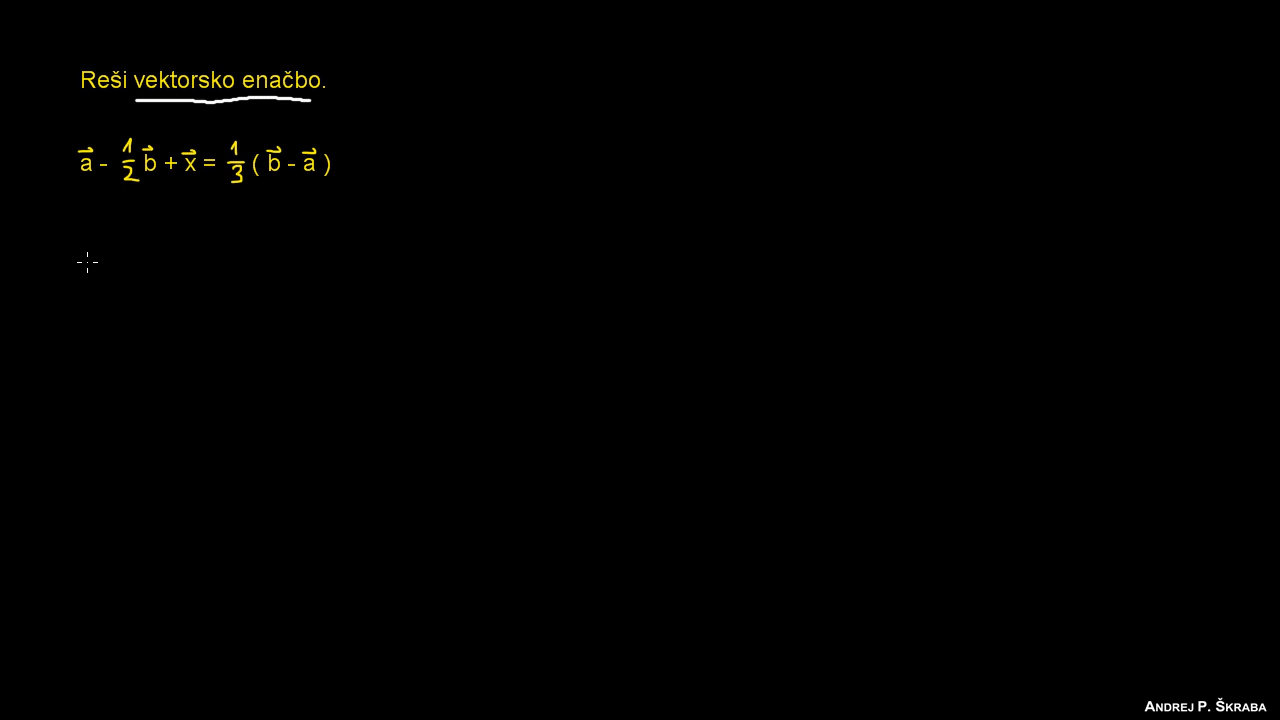 Reši vektorsko enačbo.
a⃗ - 1/2 b⃗ + x⃗ = 1/3 ( b⃗ - a⃗ )
ANDREJ P. ŠKRABA